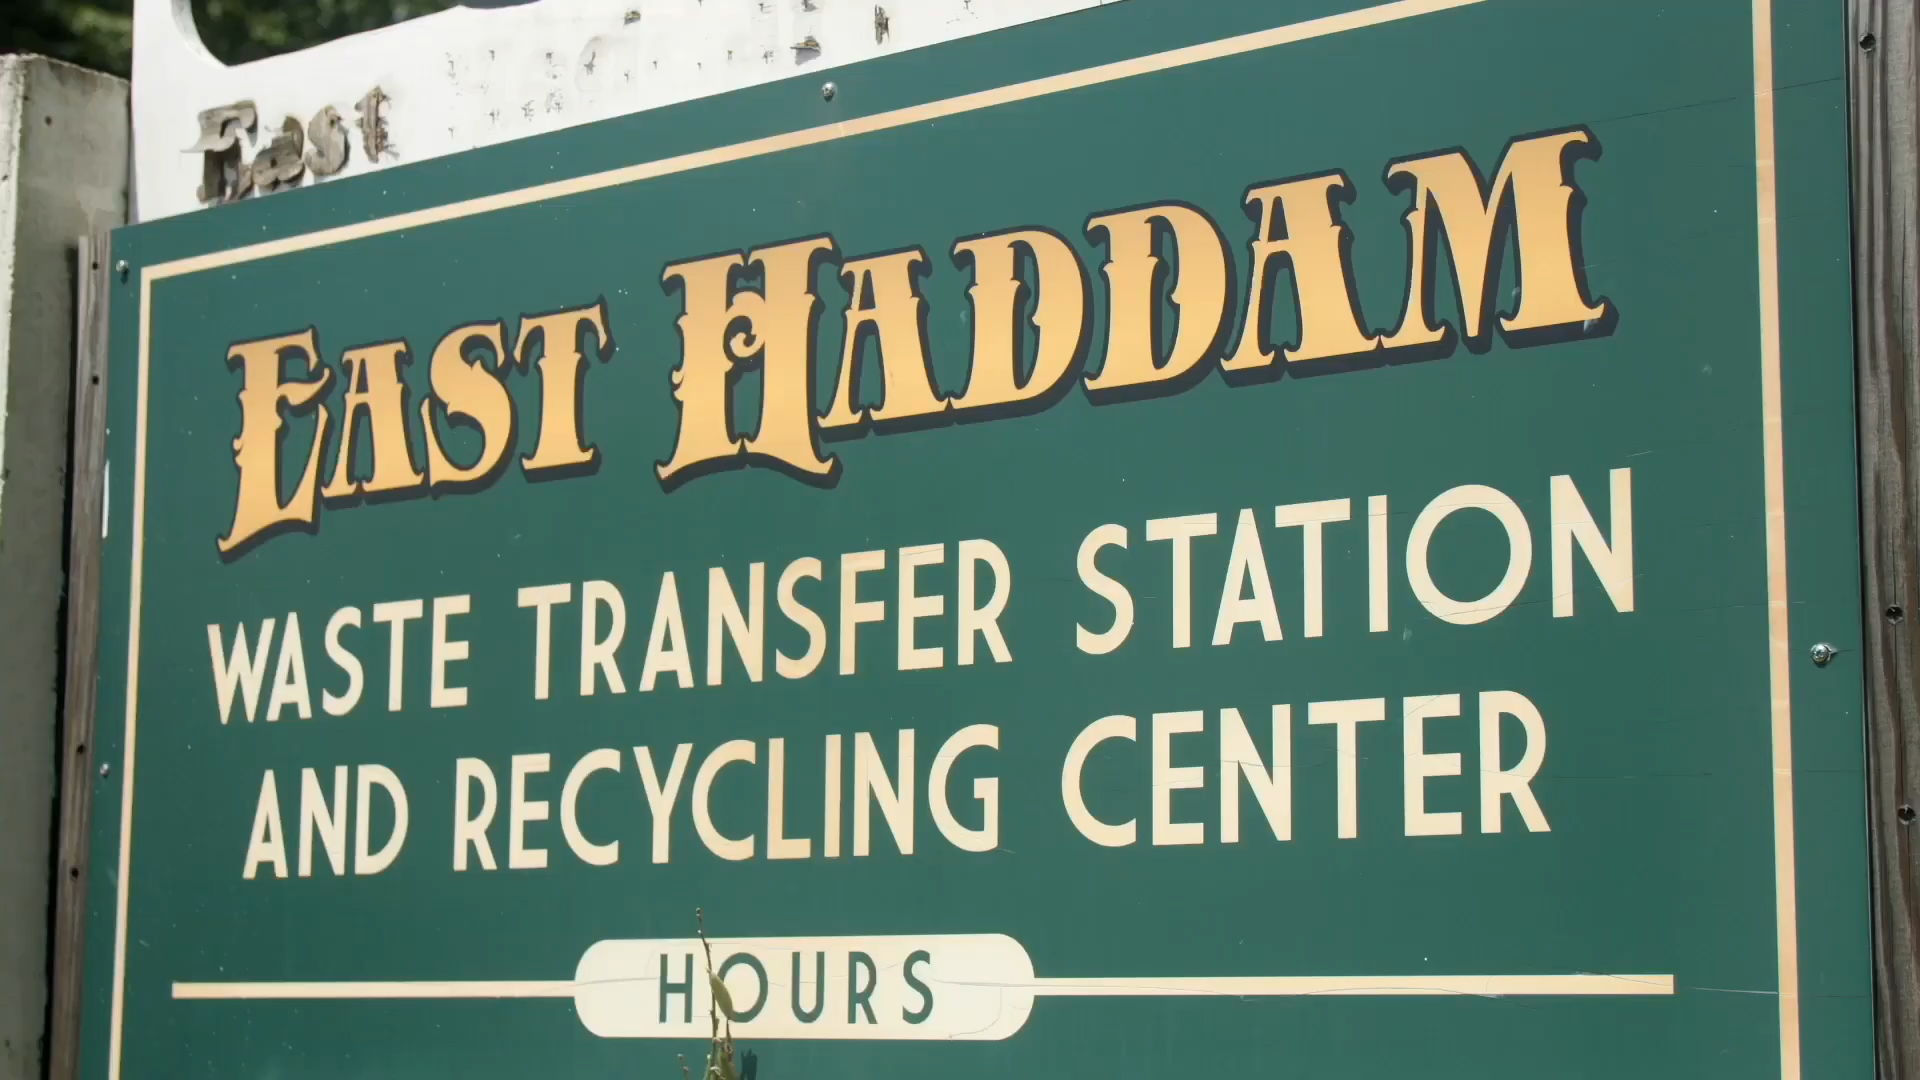 East
EAST HADDAM
WASTE TRANSFER STATION
AND RECYCLING CENTER
HOURS